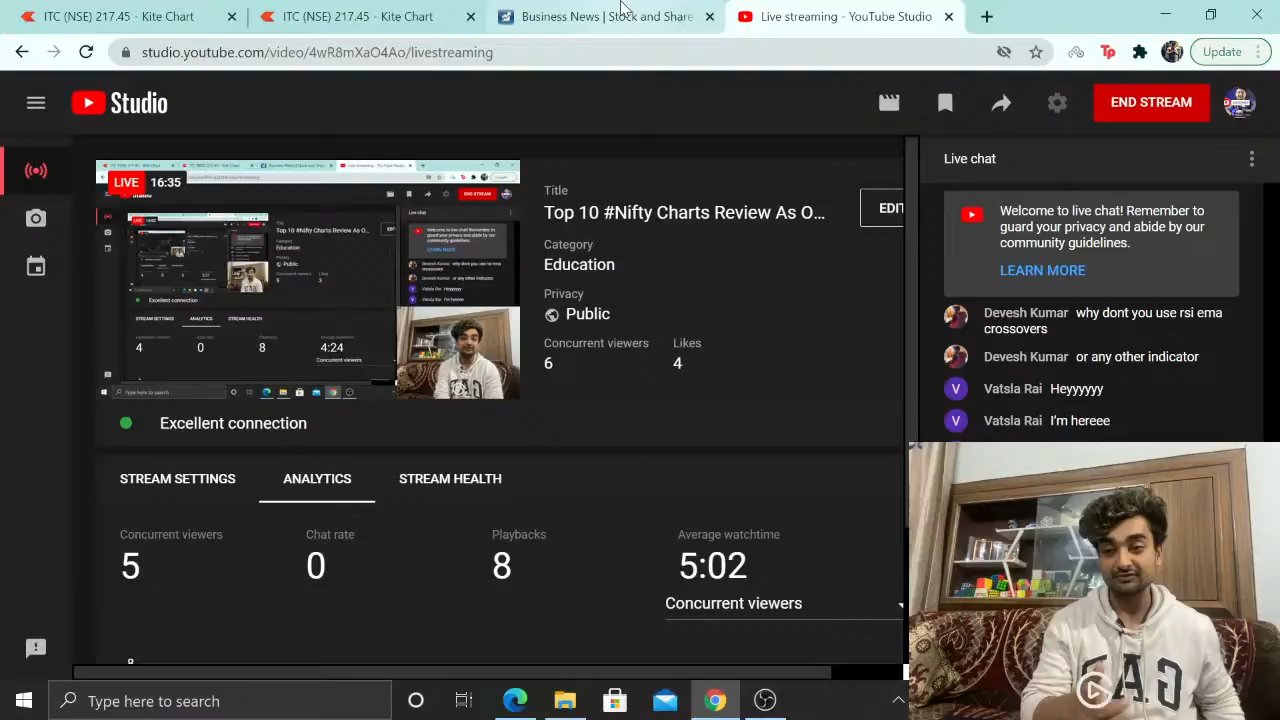 ITC (NSE) 217.45 - Kite Chart
ITC (NSE) 217.45 - Kite Chart
Business News | Stock and Share
Live streaming - YouTube Studio
studio.youtube.com/video/4wR8mXaO4Ao/livestreaming
Update
Studio
END STREAM
LIVE 16:35
Title
Top 10 #Nifty Charts Review As O...
EDIT
Category
Education
Privacy
Public
Concurrent viewers
Likes
6
4
Excellent connection
STREAM SETTINGS
ANALYTICS
STREAM HEALTH
Concurrent viewers
Chat rate
Playbacks
Average watchtime
5
0
8
5:02
Concurrent viewers
8
Live chat
Welcome to live chat! Remember to
guard your privacy and abide by our
community guidelines.
LEARN MORE
Devesh Kumar why dont you use rsi ema
crossovers
Devesh Kumar or any other indicator
Vatsla Rai Heyyyyyy
Vatsla Rai I'm hereee
GAP
Type here to search